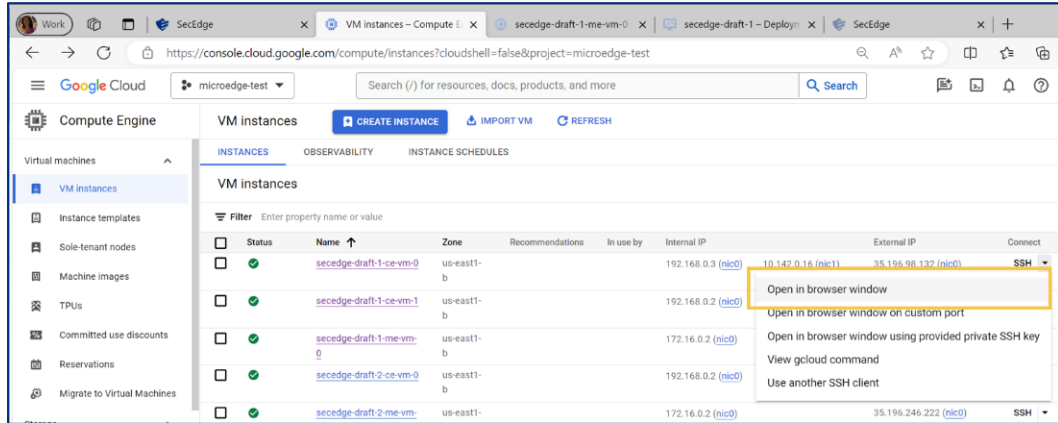 Work
SecEdge
VM instances – Compute E
secedge-draft-1-me-vm-0
secedge-draft-1 – Deploym
SecEdge
https://console.cloud.google.com/compute/instances?cloudshell=false&project=microedge-test
Google Cloud
microedge-test
Search (/) for resources, docs, products, and more
Search
Compute Engine
VM instances
CREATE INSTANCE
IMPORT VM
REFRESH
Virtual machines
INSTANCES
OBSERVABILITY
INSTANCE SCHEDULES
VM instances
VM instances
Instance templates
Sole-tenant nodes
Machine images
TPUs
Committed use discounts
Reservations
Migrate to Virtual Machines
Filter Enter property name or value
Status Name Zone Recommendations In use by Internal IP External IP Connect
secedge-draft-1-ce-vm-0 us-east1-b 192.168.0.3 (nic0) 10.142.0.16 (nic1) 35.196.98.132 (nic0) SSH
secedge-draft-1-ce-vm-1 us-east1-b 192.168.0.2 (nic0)
secedge-draft-1-me-vm-0 us-east1-b 172.16.0.2 (nic0)
secedge-draft-2-ce-vm-0 us-east1-b 192.168.0.2 (nic0)
secedge-draft-2-me-vm- us-east1- 172.16.0.2 (nic0) 35.196.246.222 (nic0) SSH
Open in browser window
Open in browser window on custom port
Open in browser window using provided private SSH key
View gcloud command
Use another SSH client